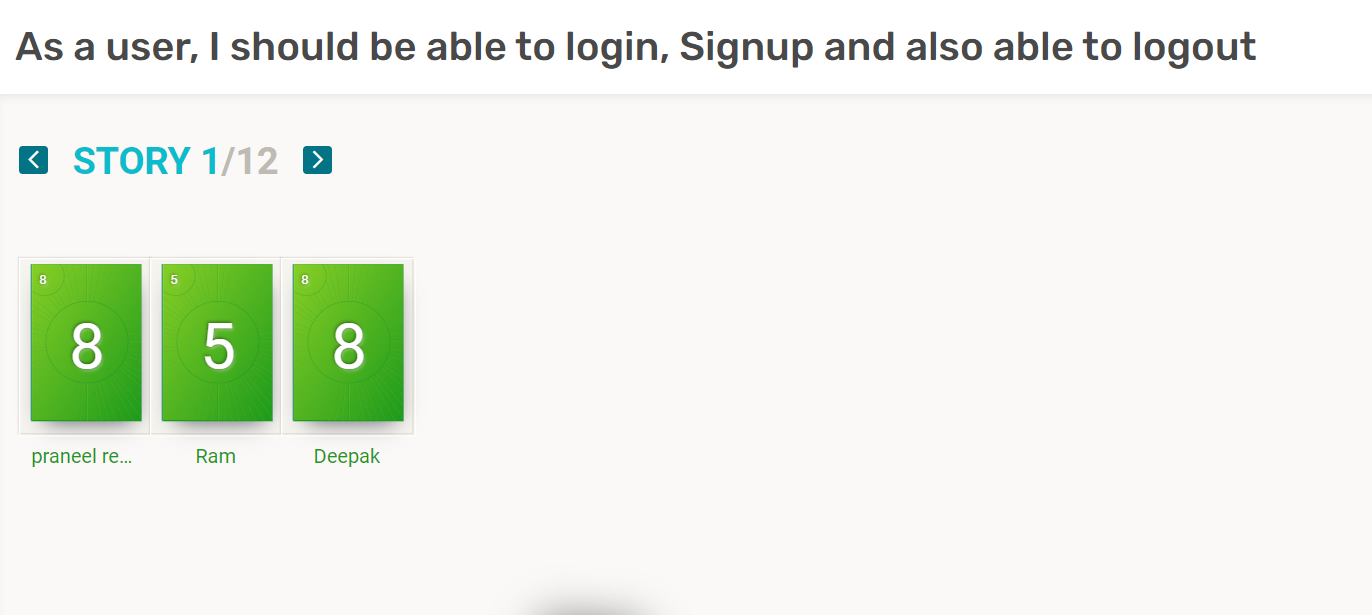 As a user, I should be able to login, Signup and also able to logout
STORY 1/12
8 5 8
8 5 8
praneel re... Ram Deepak